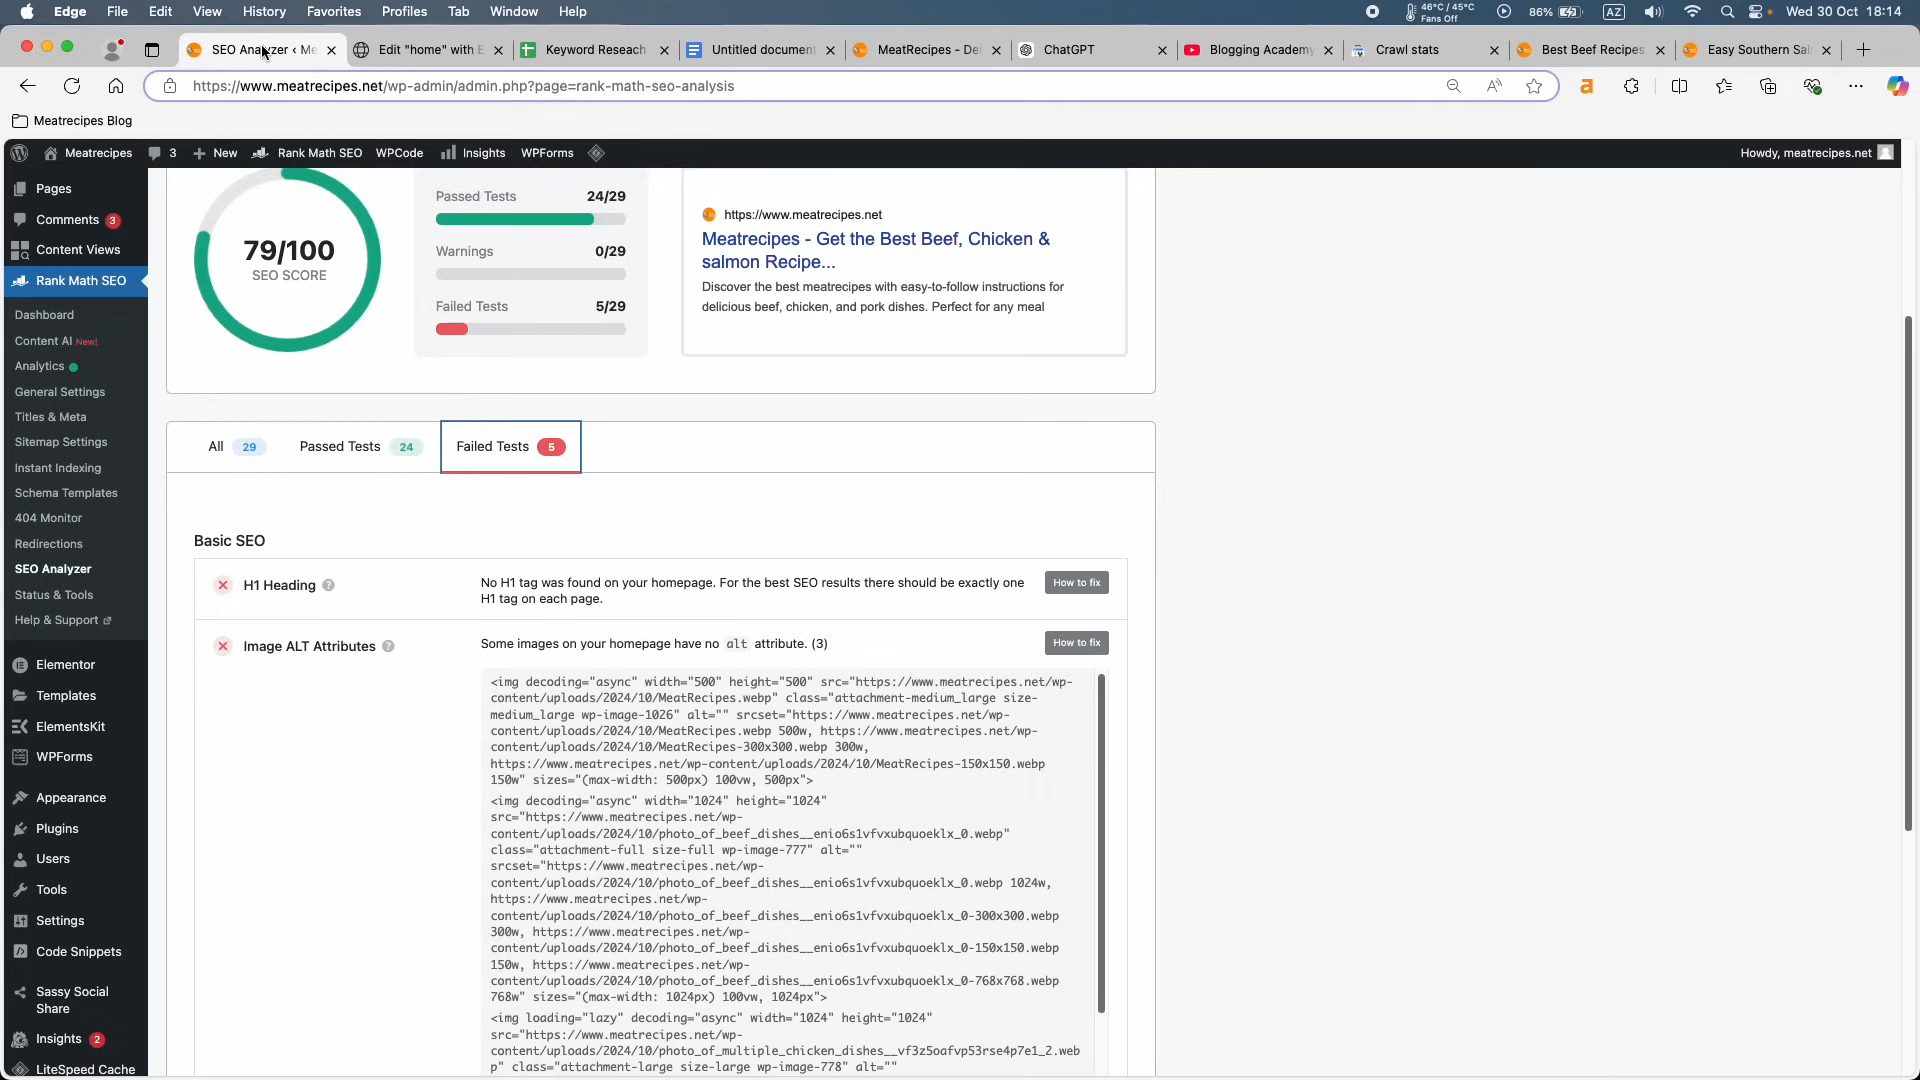 Edge File Edit View History Favorites Profiles Tab Window Help
46°C / 45°C
Fans Off
86%
AZ
Wed 30 Oct 18:14
SEO Analyzer ‹ Me
Edit "home" with E
Keyword Reseach
Untitled document
MeatRecipes - De
ChatGPT
Blogging Academy
Crawl stats
Best Beef Recipes
Easy Southern Sal
https://www.meatrecipes.net/wp-admin/admin.php?page=rank-math-seo-analysis
Meatrecipes Blog
Meatrecipes 3 New Rank Math SEO WPCode Insights WPForms
Howdy, meatrecipes.net
Pages
Comments 3
Content Views
Rank Math SEO
Dashboard
Content AI New!
Analytics
General Settings
Titles & Meta
Sitemap Settings
Instant Indexing
Schema Templates
404 Monitor
Redirections
SEO Analyzer
Status & Tools
Help & Support
Elementor
Templates
ElementsKit
WPForms
Appearance
Plugins
Users
Tools
Settings
Code Snippets
Sassy Social
Share
Insights 2
LiteSpeed Cache
79/100
SEO SCORE
Passed Tests 24/29
Warnings 0/29
Failed Tests 5/29
https://www.meatrecipes.net
Meatrecipes - Get the Best Beef, Chicken &
salmon Recipe...
Discover the best meatrecipes with easy-to-follow instructions for
delicious beef, chicken, and pork dishes. Perfect for any meal
All 29 Passed Tests 24 Failed Tests 5
Basic SEO
H1 Heading ?
No H1 tag was found on your homepage. For the best SEO results there should be exactly one
H1 tag on each page.
How to fix
Image ALT Attributes ?
Some images on your homepage have no alt attribute. (3)
How to fix
<img decoding="async" width="500" height="500" src="https://www.meatrecipes.net/wp-
content/uploads/2024/10/MeatRecipes.webp" class="attachment-medium_large size-
medium_large wp-image-1026" alt="" srcset="https://www.meatrecipes.net/wp-
content/uploads/2024/10/MeatRecipes.webp 500w, https://www.meatrecipes.net/wp-
content/uploads/2024/10/MeatRecipes-300x300.webp 300w,
https://www.meatrecipes.net/wp-content/uploads/2024/10/MeatRecipes-150x150.webp
150w" sizes="(max-width: 500px) 100vw, 500px">
<img decoding="async" width="1024" height="1024"
src="https://www.meatrecipes.net/wp-
content/uploads/2024/10/photo_of_beef_dishes__enio6s1vfvxubquoeklx_0.webp"
class="attachment-full size-full wp-image-777" alt=""
srcset="https://www.meatrecipes.net/wp-
content/uploads/2024/10/photo_of_beef_dishes__enio6s1vfvxubquoeklx_0.webp 1024w,
https://www.meatrecipes.net/wp-
content/uploads/2024/10/photo_of_beef_dishes__enio6s1vfvxubquoeklx_0-300x300.webp
300w, https://www.meatrecipes.net/wp-
content/uploads/2024/10/photo_of_beef_dishes__enio6s1vfvxubquoeklx_0-150x150.webp
150w, https://www.meatrecipes.net/wp-
content/uploads/2024/10/photo_of_beef_dishes__enio6s1vfvxubquoeklx_0-768x768.webp
768w" sizes="(max-width: 1024px) 100vw, 1024px">
<img loading="lazy" decoding="async" width="1024" height="1024"
src="https://www.meatrecipes.net/wp-
content/uploads/2024/10/photo_of_multiple_chicken_dishes__vf3z5oafvp53rse4p7e1_2.web
p" class="attachment-large size-large wp-image-778" alt=""